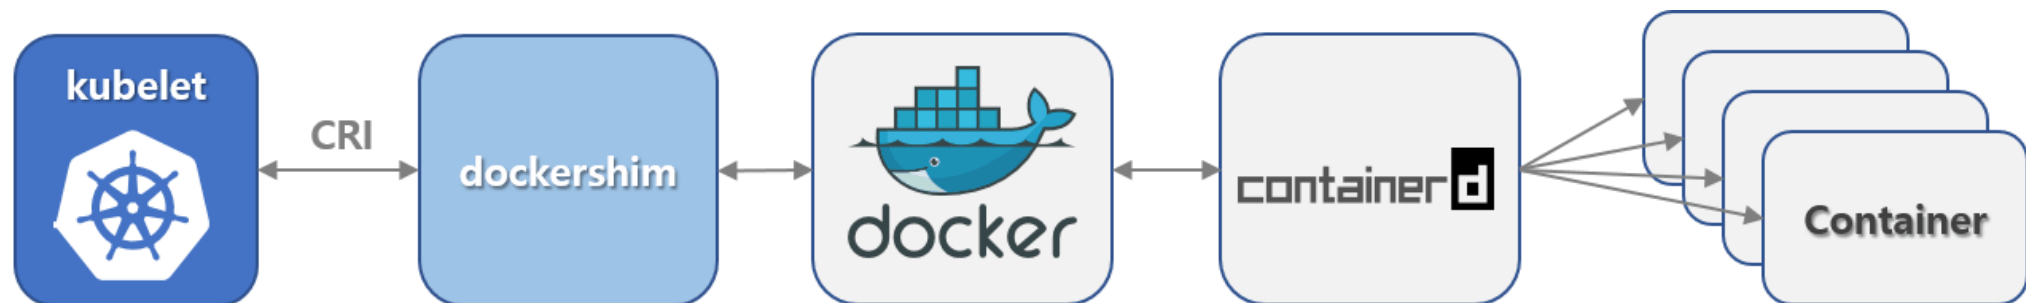 kubelet
CRI
dockershim
docker
containerd
Container